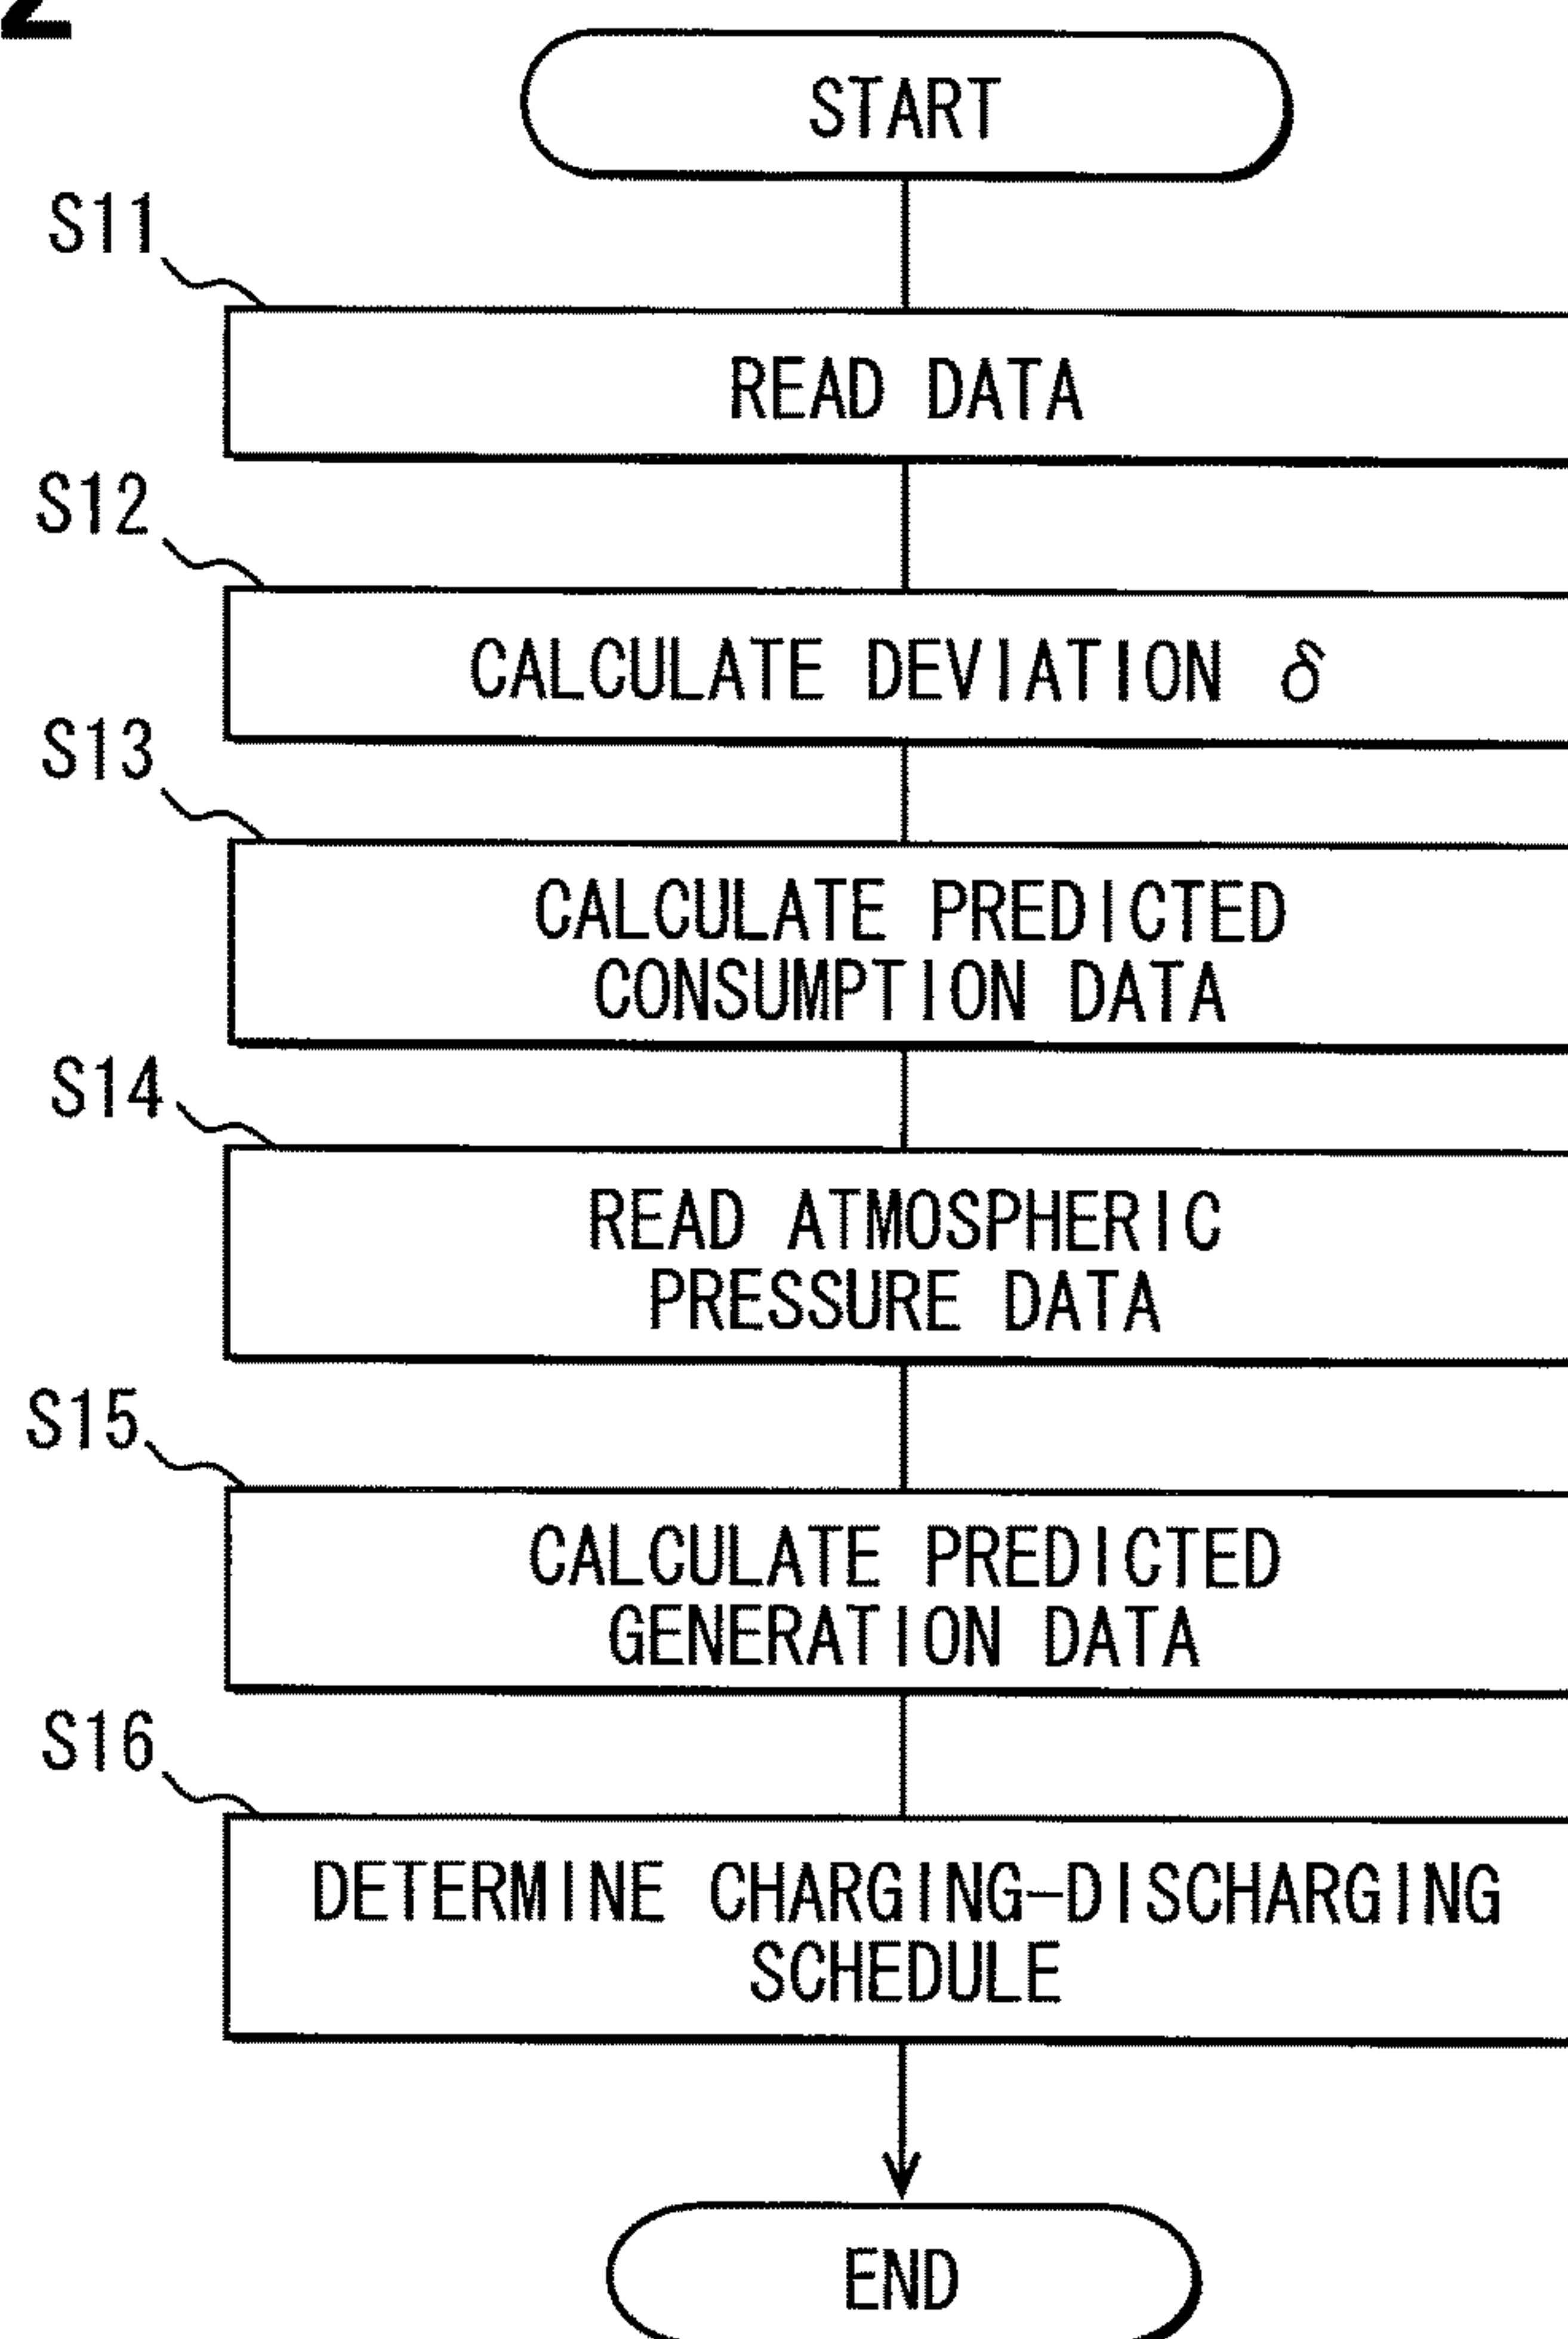 2
START
S11
READ DATA
S12
CALCULATE DEVIATION δ
S13
CALCULATE PREDICTED
CONSUMPTION DATA
S14
READ ATMOSPHERIC
PRESSURE DATA
S15
CALCULATE PREDICTED
GENERATION DATA
S16
DETERMINE CHARGING-DISCHARGING
SCHEDULE
END